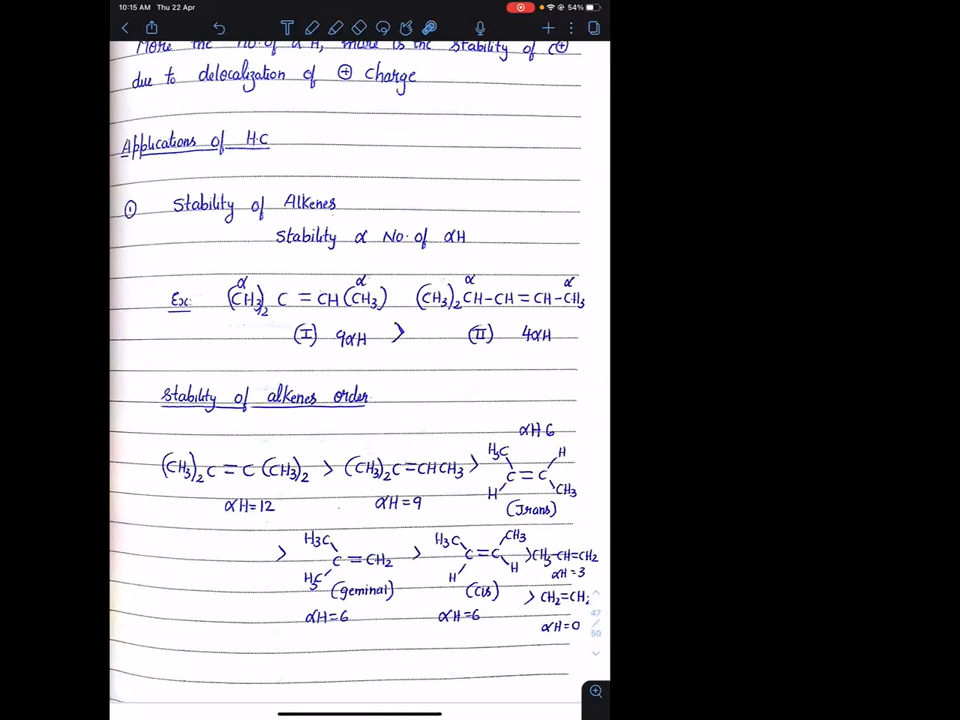 10:15 AM Thu 22 Apr 54%
More the No. of αH, more is the stability of C⊕
due to delocalization of ⊕ charge
Applications of H.C
① Stability of Alkenes
Stability α No. of αH
α α α α
Ex: (CH3)2 C = CH (CH3) (CH3)2 CH-CH = CH-CH3
(I) 9αH > (II) 4αH
Stability of alkenes order
αH 6
(CH3)2 C = C (CH3)2 > (CH3)2 C = CHCH3 > H3C H C = C H CH3
αH = 12 αH = 9 (Trans)
> H3C H3C C = CH2 > H3C CH3 C = C H H > CH3-CH=CH2
αH = 3
(geminal) (Cis) > CH2=CH2
αH = 6 αH = 6 αH = 0
47
/
50